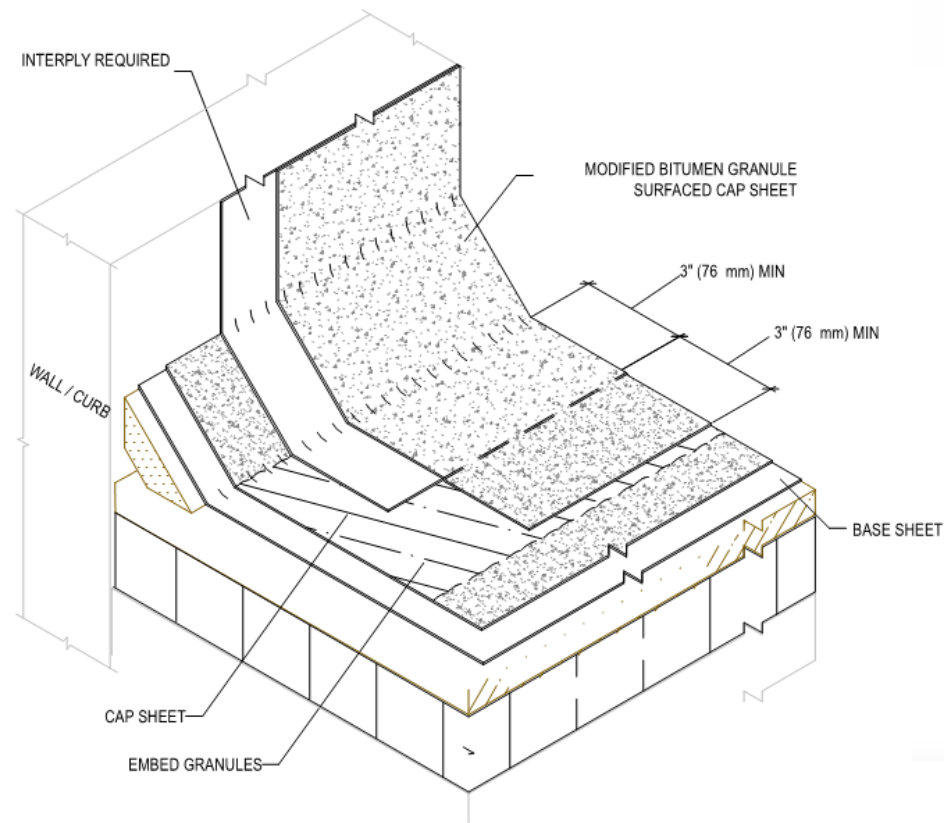 INTERPLY REQUIRED
MODIFIED BITUMEN GRANULE
SURFACED CAP SHEET
3" (76 mm) MIN
3" (76 mm) MIN
WALL / CURB
BASE SHEET
CAP SHEET
EMBED GRANULES